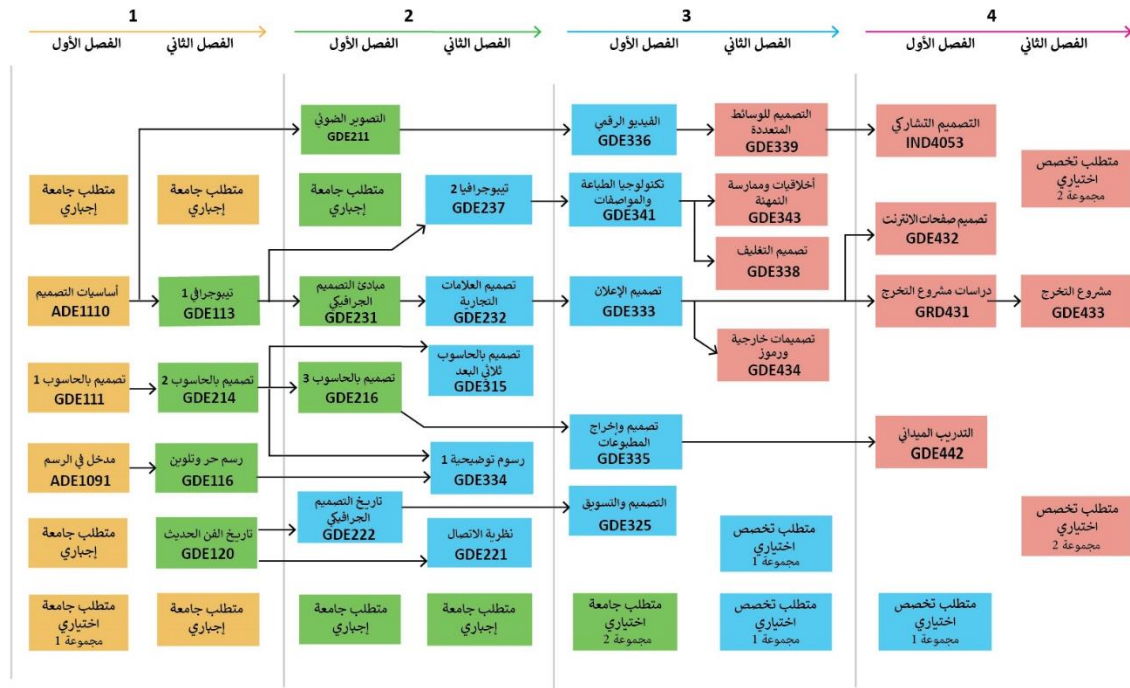 1
2
3
4
الفصل الأول
الفصل الثاني
الفصل الأول
الفصل الثاني
الفصل الأول
الفصل الثاني
الفصل الأول
الفصل الثاني
التصوير الضوئي
GDE211
الفيديو الرقمي
GDE336
التصميم للوسائط
المتعددة
GDE339
التصميم التشاركي
IND4053
متطلب جامعة
إجباري
متطلب جامعة
إجباري
متطلب جامعة
إجباري
تيبوجرافيا 2
GDE237
تكنولوجيا الطباعة
والمواصفات
GDE341
أخلاقيات وممارسة
المهنة
GDE343
متطلب تخصص
اختياري
مجموعة 2
تصميم التغليف
GDE338
تصميم صفحات الانترنت
GDE432
أساسيات التصميم
ADE1110
تيبوجرافي 1
GDE113
مبادئ التصميم
الجرافيكي
GDE231
تصميم العلامات
التجارية
GDE232
تصميم الإعلان
GDE333
دراسات مشروع التخرج
GRD431
مشروع التخرج
GDE433
تصميمات خارجية
ورموز
GDE434
تصميم بالحاسوب 1
GDE111
تصميم بالحاسوب 2
GDE214
تصميم بالحاسوب 3
GDE216
تصميم بالحاسوب
ثلاثي البعد
GDE315
مدخل في الرسم
ADE1091
رسم حر وتلوين
GDE116
رسوم توضيحية 1
GDE334
تصميم وإخراج
المطبوعات
GDE335
التدريب الميداني
GDE442
متطلب جامعة
إجباري
تاريخ الفن الحديث
GDE120
تاريخ التصميم
الجرافيكي
GDE222
نظرية الاتصال
GDE221
التصميم والتسويق
GDE325
متطلب تخصص
اختياري
مجموعة 1
متطلب تخصص
اختياري
مجموعة 2
متطلب جامعة
اختياري
مجموعة 1
متطلب جامعة
إجباري
متطلب جامعة
إجباري
متطلب جامعة
إجباري
متطلب جامعة
اختياري
مجموعة 2
متطلب تخصص
اختياري
مجموعة 1
متطلب تخصص
اختياري
مجموعة 1